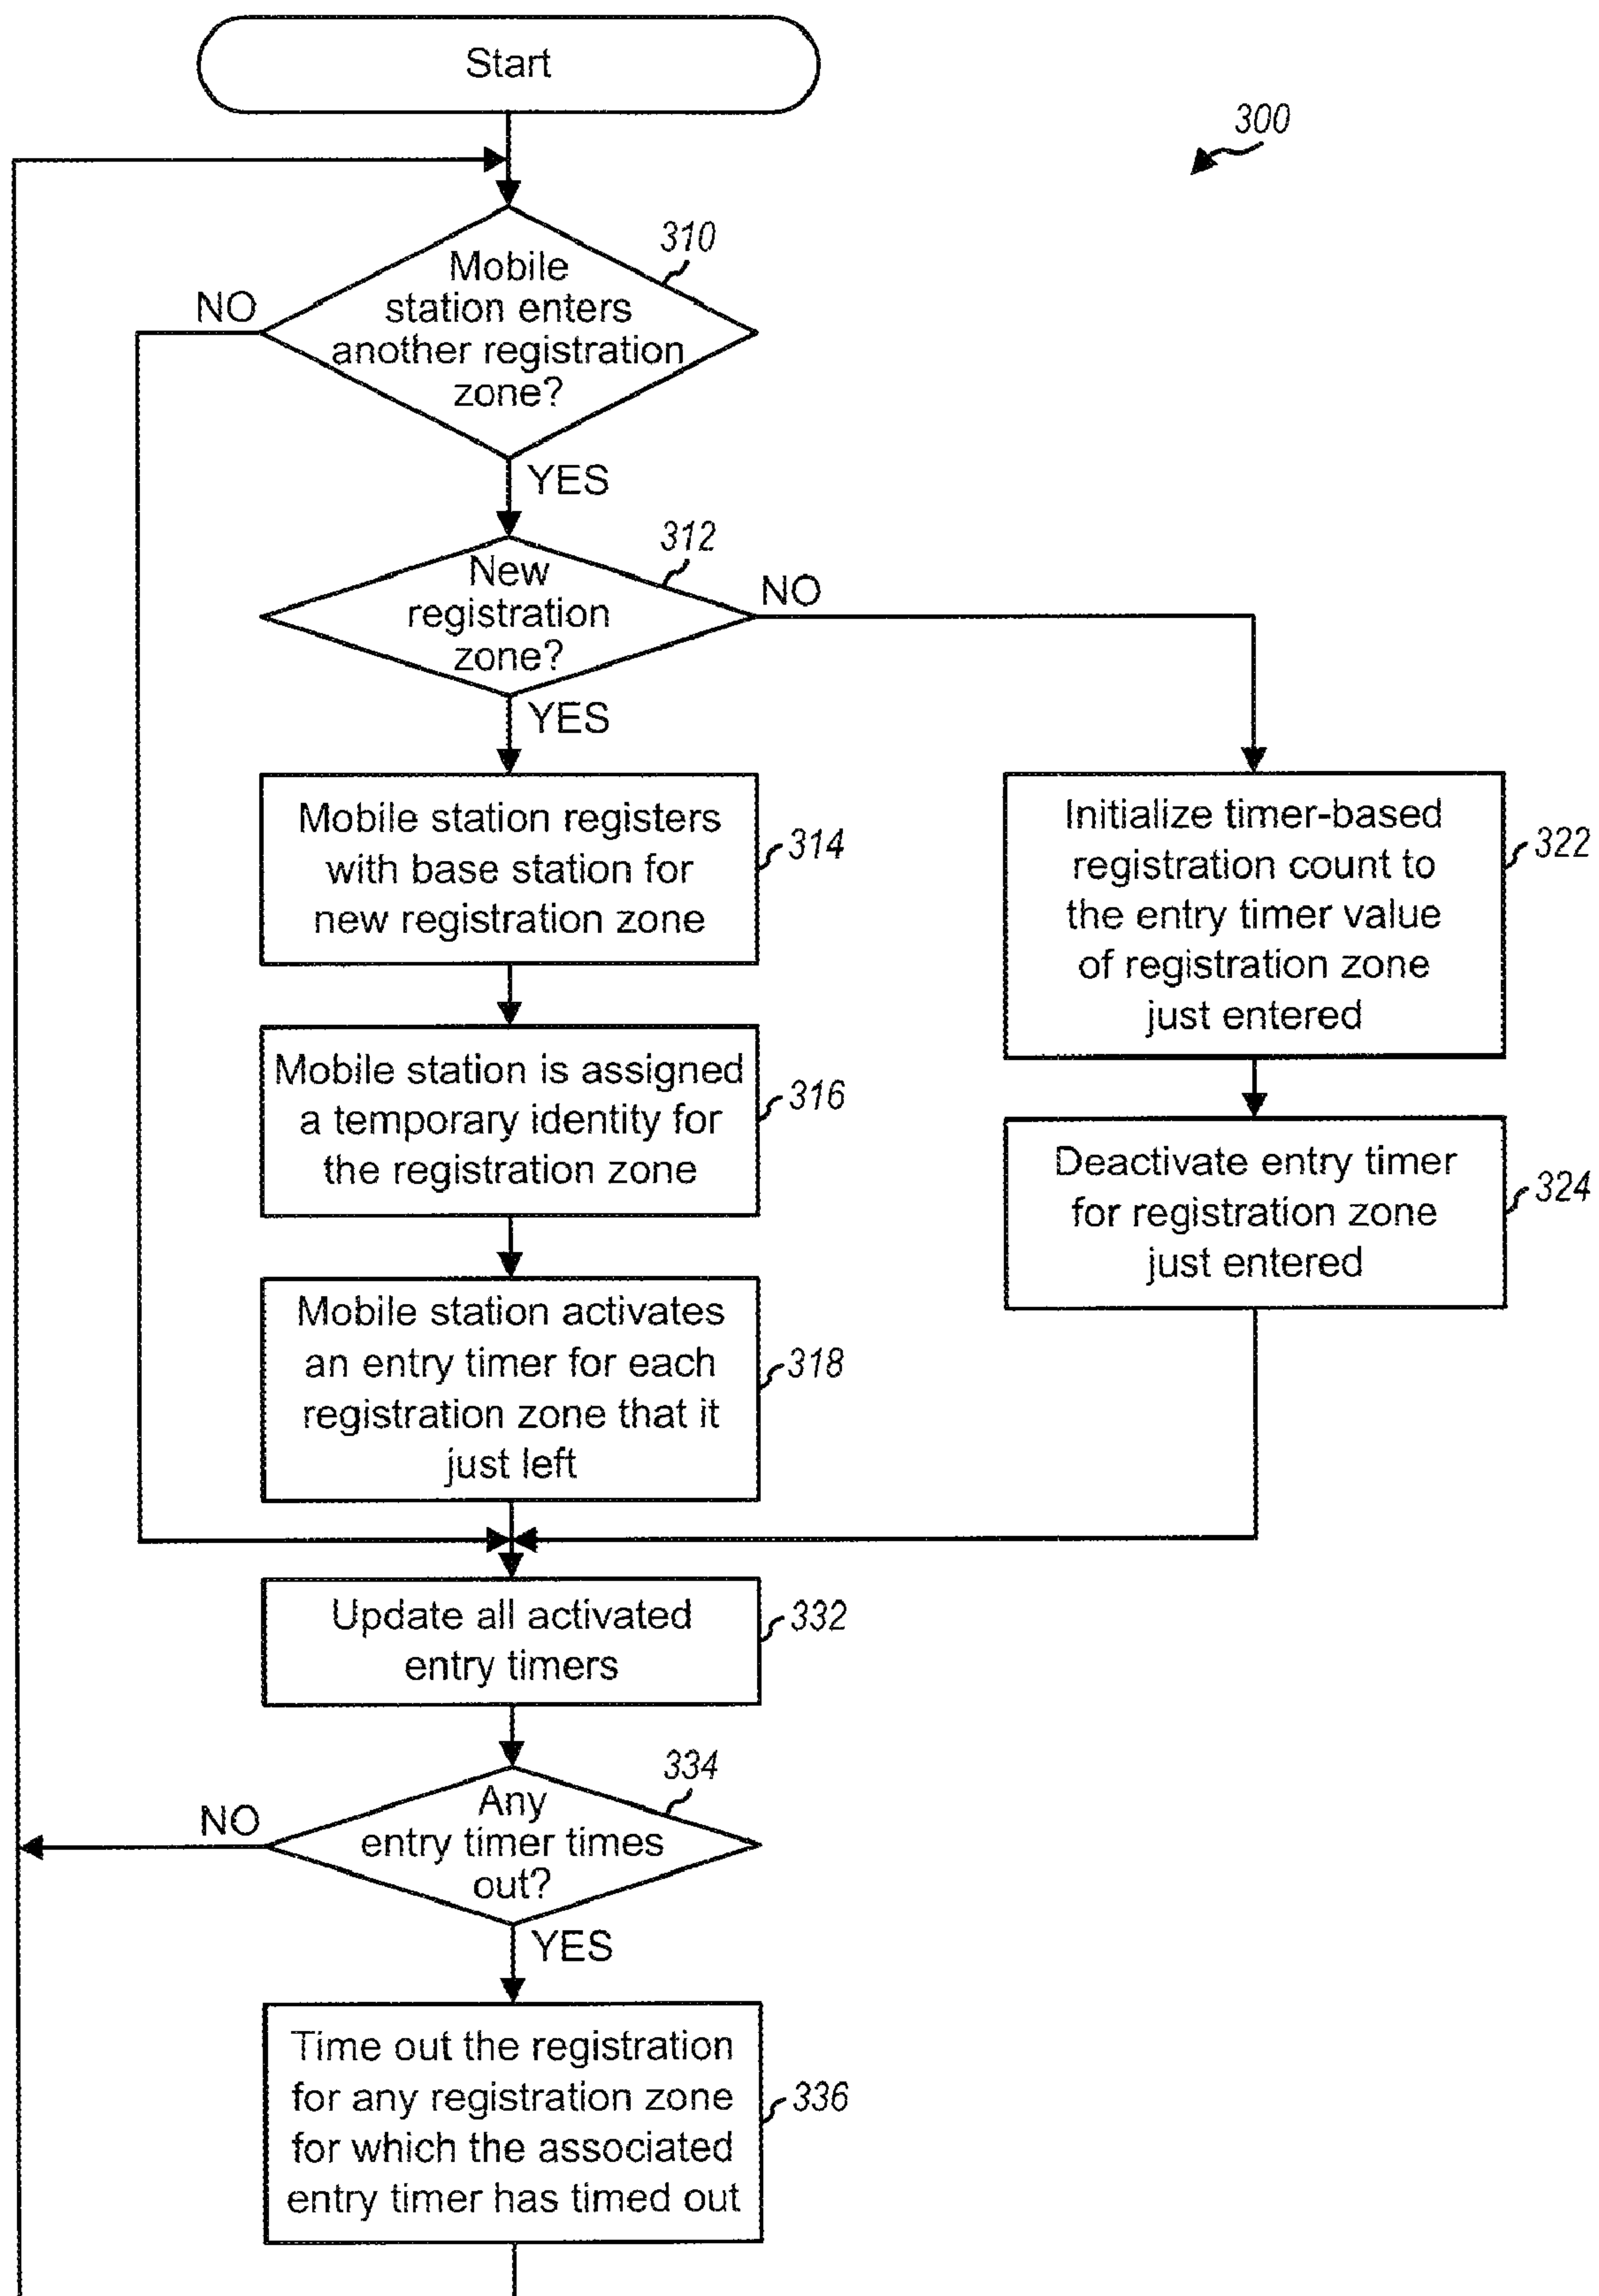 Start
300
310
Mobile
station enters
another registration
zone?
NO
YES
312
New
registration
zone?
NO
YES
Mobile station registers
with base station for
new registration zone
314
Initialize timer-based
registration count to
the entry timer value
of registration zone
just entered
322
Mobile station is assigned
a temporary identity for
the registration zone
316
Deactivate entry timer
for registration zone
just entered
324
Mobile station activates
an entry timer for each
registration zone that it
just left
318
Update all activated
entry timers
332
334
Any
entry timer times
out?
NO
YES
Time out the registration
for any registration zone
for which the associated
entry timer has timed out
336